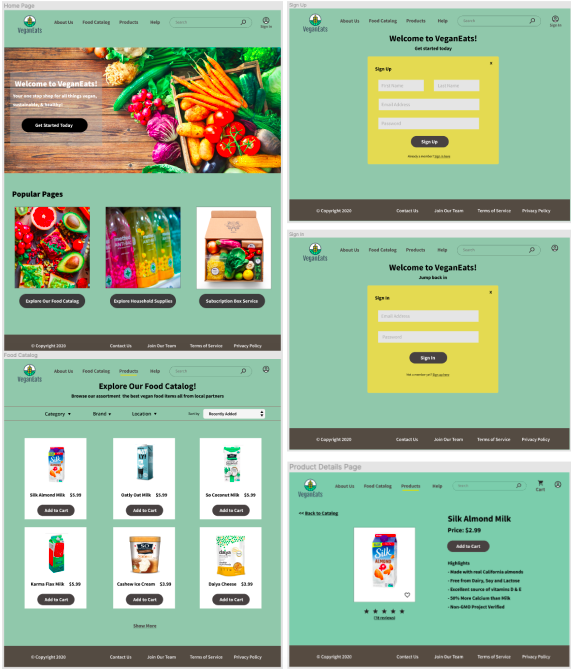 Home Page
VeganEats
About Us Food Catalog Products Help Search Sign In
Welcome to VeganEats!
Your one stop shop for all things vegan,
sustainable, & healthy!
Get Started Today
Popular Pages
Explore Our Food Catalog Explore Household Supplies Subscription Box Service
© Copyright 2020 Contact Us Join Our Team Terms of Service Privacy Policy
Food Catalog
VeganEats
About Us Food Catalog Products Help Search
Explore Our Food Catalog!
Browse our assortment the best vegan food items all from local partners
Category Brand Location Sort by Recently Added
Silk
Silk Almond Milk $5.99 Oatly Oat Milk $5.99 So Coconut Milk $5.99
Add to Cart Add to Cart Add to Cart
SO
daiya
Karma Flax Milk $5.99 Cashew Ice Cream $3.99 Daiya Cheese $3.99
Add to Cart Add to Cart Add to Cart
Show More
© Copyright 2020 Contact Us Join Our Team Terms of Service Privacy Policy
Sign Up
VeganEats
About Us Food Catalog Products Help Search Sign In
Welcome to VeganEats!
Get started today
x
Sign Up
First Name Last Name
Email Address
Password
Sign Up
Already a member? Sign in here
© Copyright 2020 Contact Us Join Our Team Terms of Service Privacy Policy
Sign In
VeganEats
About Us Food Catalog Products Help Search
Welcome to VeganEats!
Jump back in
x
Sign in
Email Address
Password
Sign In
Not a member yet? Sign up here
© Copyright 2020 Contact Us Join Our Team Terms of Service Privacy Policy
Product Details Page
VeganEats
About Us Food Catalog Products Help Search Cart
<< Back to Catalog
Silk
ALMOND
Silk Almond Milk
Price: $2.99
Add to Cart
Highlights
- Made with real California almonds
- Free from Dairy, Soy and Lactose
- Excellent source of vitamins D & E
- 50% More Calcium than Milk
- Non-GMO Project Verified
© Copyright 2020 Contact Us Join Our Team Terms of Service Privacy Policy